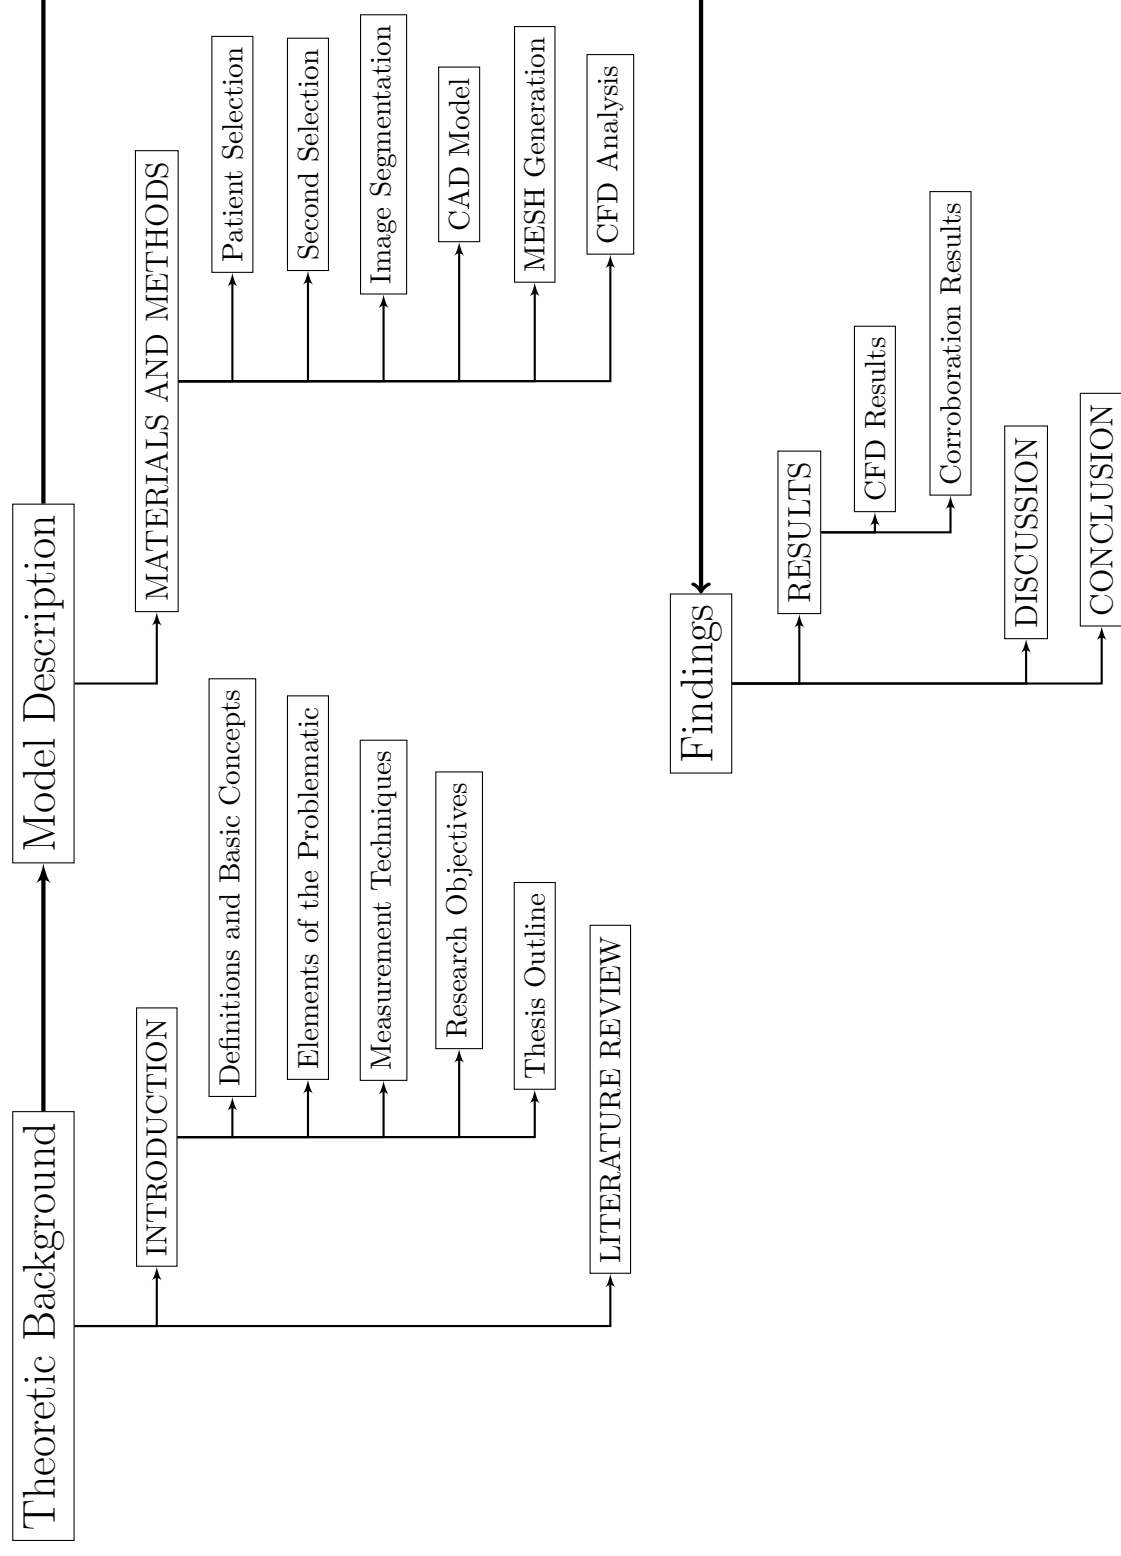 Theoretic Background
INTRODUCTION
Definitions and Basic Concepts
Elements of the Problematic
Measurement Techniques
Research Objectives
Thesis Outline
LITERATURE REVIEW
Model Description
MATERIALS AND METHODS
Patient Selection
Second Selection
Image Segmentation
CAD Model
MESH Generation
CFD Analysis
Findings
RESULTS
CFD Results
Corroboration Results
DISCUSSION
CONCLUSION